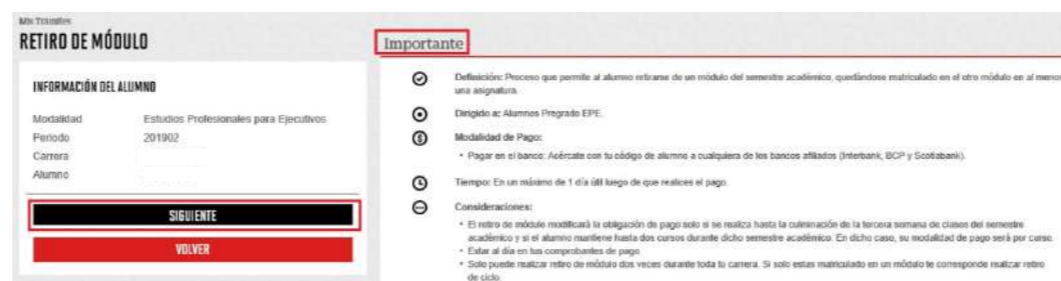 Mis Trámites
RETIRO DE MÓDULO
INFORMACIÓN DEL ALUMNO
Modalidad Estudios Profesionales para Ejecutivos
Periodo 201902
Carrera
Alumno
SIGUIENTE
VOLVER
Importante
Definición: Proceso que permite al alumno retirarse de un módulo del semestre académico, quedándose matriculado en el otro módulo en al menos
una asignatura.
Dirigido a: Alumnos Pregrado EPE.
Modalidad de Pago:
• Pagar en el banco: Acércate con tu código de alumno a cualquiera de los bancos afiliados (Interbank, BCP y Scotiabank).
Tiempo: En un máximo de 1 día útil luego de que realices el pago.
Consideraciones:
• El retiro de módulo modificará la obligación de pago solo si se realiza hasta la culminación de la tercera semana de clases del semestre
académico y si el alumno mantiene hasta dos cursos durante dicho semestre académico. En dicho caso, su modalidad de pago será por curso.
• Estar al día en tus comprobantes de pago.
• Solo puede realizar retiro de módulo dos veces durante toda tu carrera. Si solo estas matriculado en un módulo te corresponde realizar retiro
de ciclo.